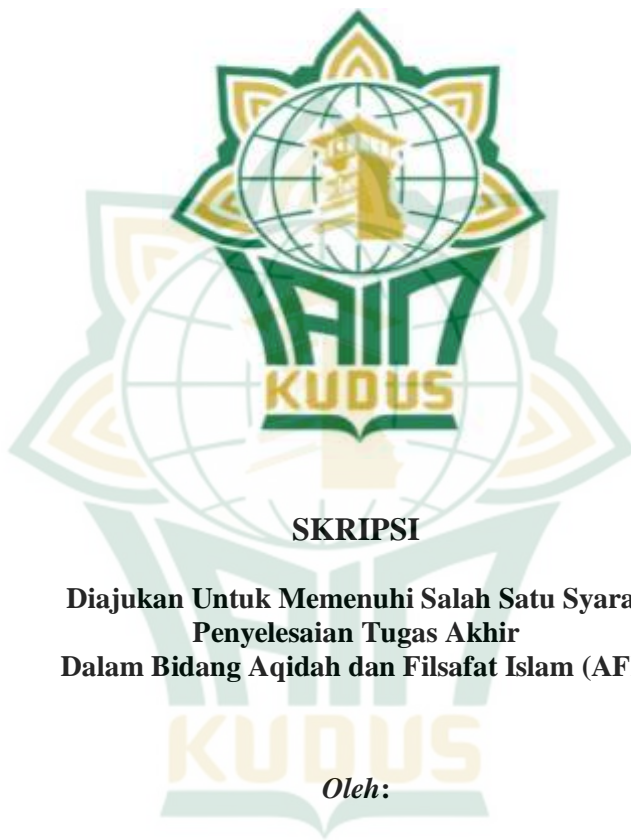 IAIN
KUDUS
SKRIPSI
Diajukan Untuk Memenuhi Salah Satu Syara
Penyelesaian Tugas Akhir
Dalam Bidang Aqidah dan Filsafat Islam (AF
Oleh: